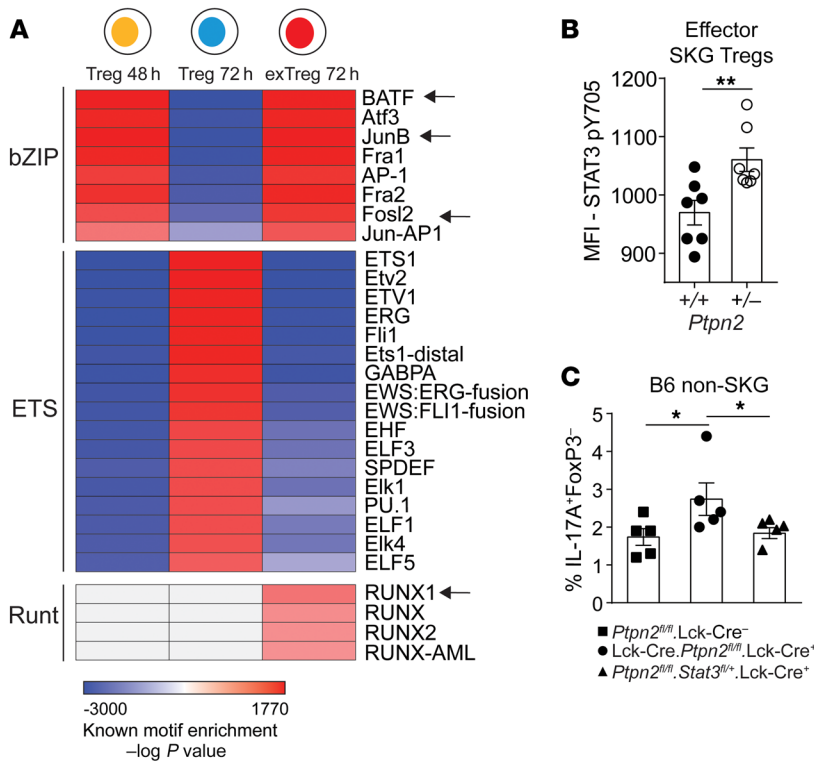 A
Treg 48 h
Treg 72 h
exTreg 72 h
bZIP
BATF
Atf3
JunB
Fra1
AP-1
Fra2
Fosl2
Jun-AP1
ETS
ETS1
Etv2
ETV1
ERG
Fli1
Ets1-distal
GABPA
EWS:ERG-fusion
EWS:FLI1-fusion
EHF
ELF3
SPDEF
Elk1
PU.1
ELF1
Elk4
ELF5
Runt
RUNX1
RUNX
RUNX2
RUNX-AML
-3000
1770
Known motif enrichment
–log P value
B
Effector
SKG Tregs
**
MFI - STAT3 pY705
1200
1100
1000
900
+/+
+/–
Ptpn2
C
B6 non-SKG
*
*
% IL-17A+FoxP3–
5
4
3
2
1
0
■ Ptpn2fl/fl.Lck-Cre–
● Lck-Cre.Ptpn2fl/fl.Lck-Cre+
▲ Ptpn2fl/fl.Stat3fl/+.Lck-Cre+